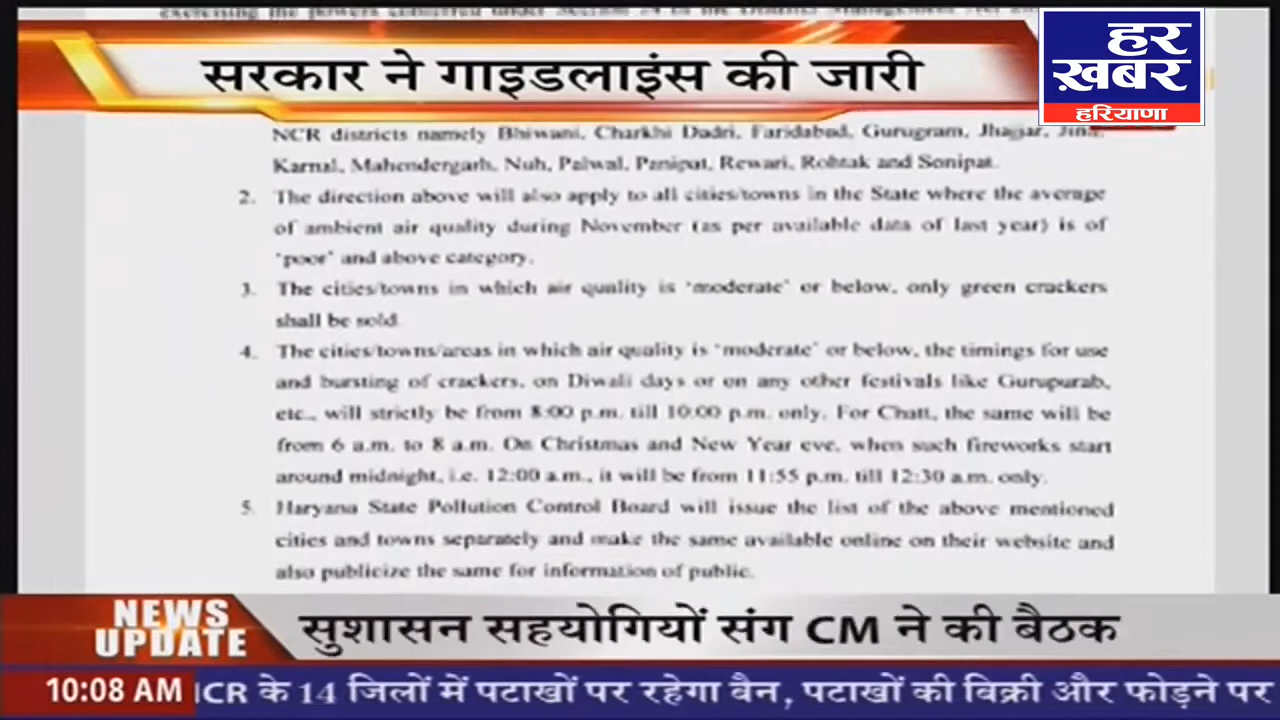 सरकार ने गाइडलाइंस की जारी
हर
ख़बर
हरियाणा
NCR districts namely Bhiwani, Charkhi Dadri, Faridabad, Gurugram, Jhajjar, Jind,
Karnal, Mahendergarh, Nuh, Palwal, Panipat, Rewari, Rohtak and Sonipat.
2. The direction above will also apply to all cities/towns in the State where the average
of ambient air quality during November (as per available data of last year) is of
'poor' and above category.
3. The cities/towns in which air quality is 'moderate' or below, only green crackers
shall be sold.
4. The cities/towns/areas in which air quality is 'moderate' or below, the timings for use
and bursting of crackers, on Diwali days or on any other festivals like Gurupurab,
etc., will strictly be from 8:00 p.m. till 10:00 p.m. only. For Chatt, the same will be
from 6 a.m. to 8 a.m. On Christmas and New Year eve, when such fireworks start
around midnight, i.e. 12:00 a.m., it will be from 11:55 p.m. till 12:30 a.m. only.
5. Haryana State Pollution Control Board will issue the list of the above mentioned
cities and towns separately and make the same available online on their website and
also publicize the same for information of public.
NEWS
UPDATE
सुशासन सहयोगियों संग CM ने की बैठक
10:08 AM
NCR के 14 जिलों में पटाखों पर रहेगा बैन, पटाखों की बिक्री और फोड़ने पर